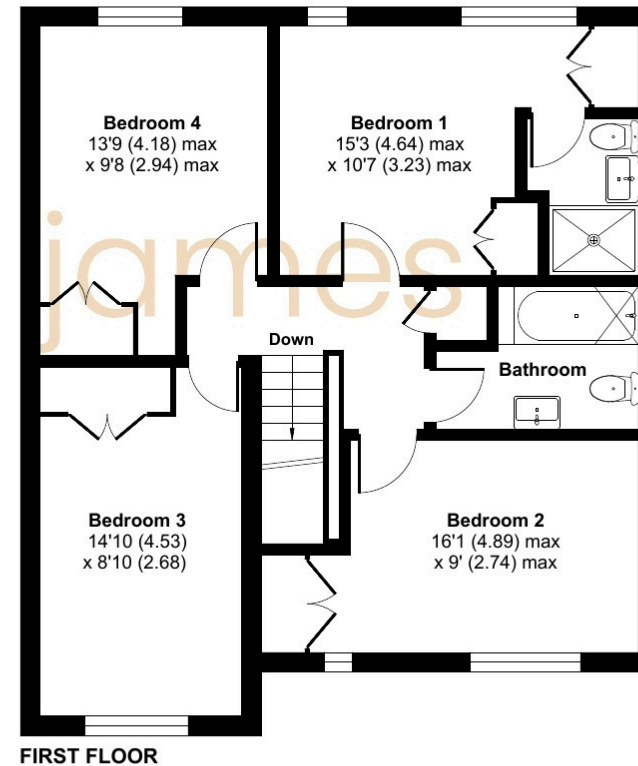 Bedroom 4
13'9 (4.18) max
x 9'8 (2.94) max
Bedroom 1
15'3 (4.64) max
x 10'7 (3.23) max
james
Down
Bathroom
Bedroom 3
14'10 (4.53)
x 8'10 (2.68)
Bedroom 2
16'1 (4.89) max
x 9' (2.74) max
FIRST FLOOR